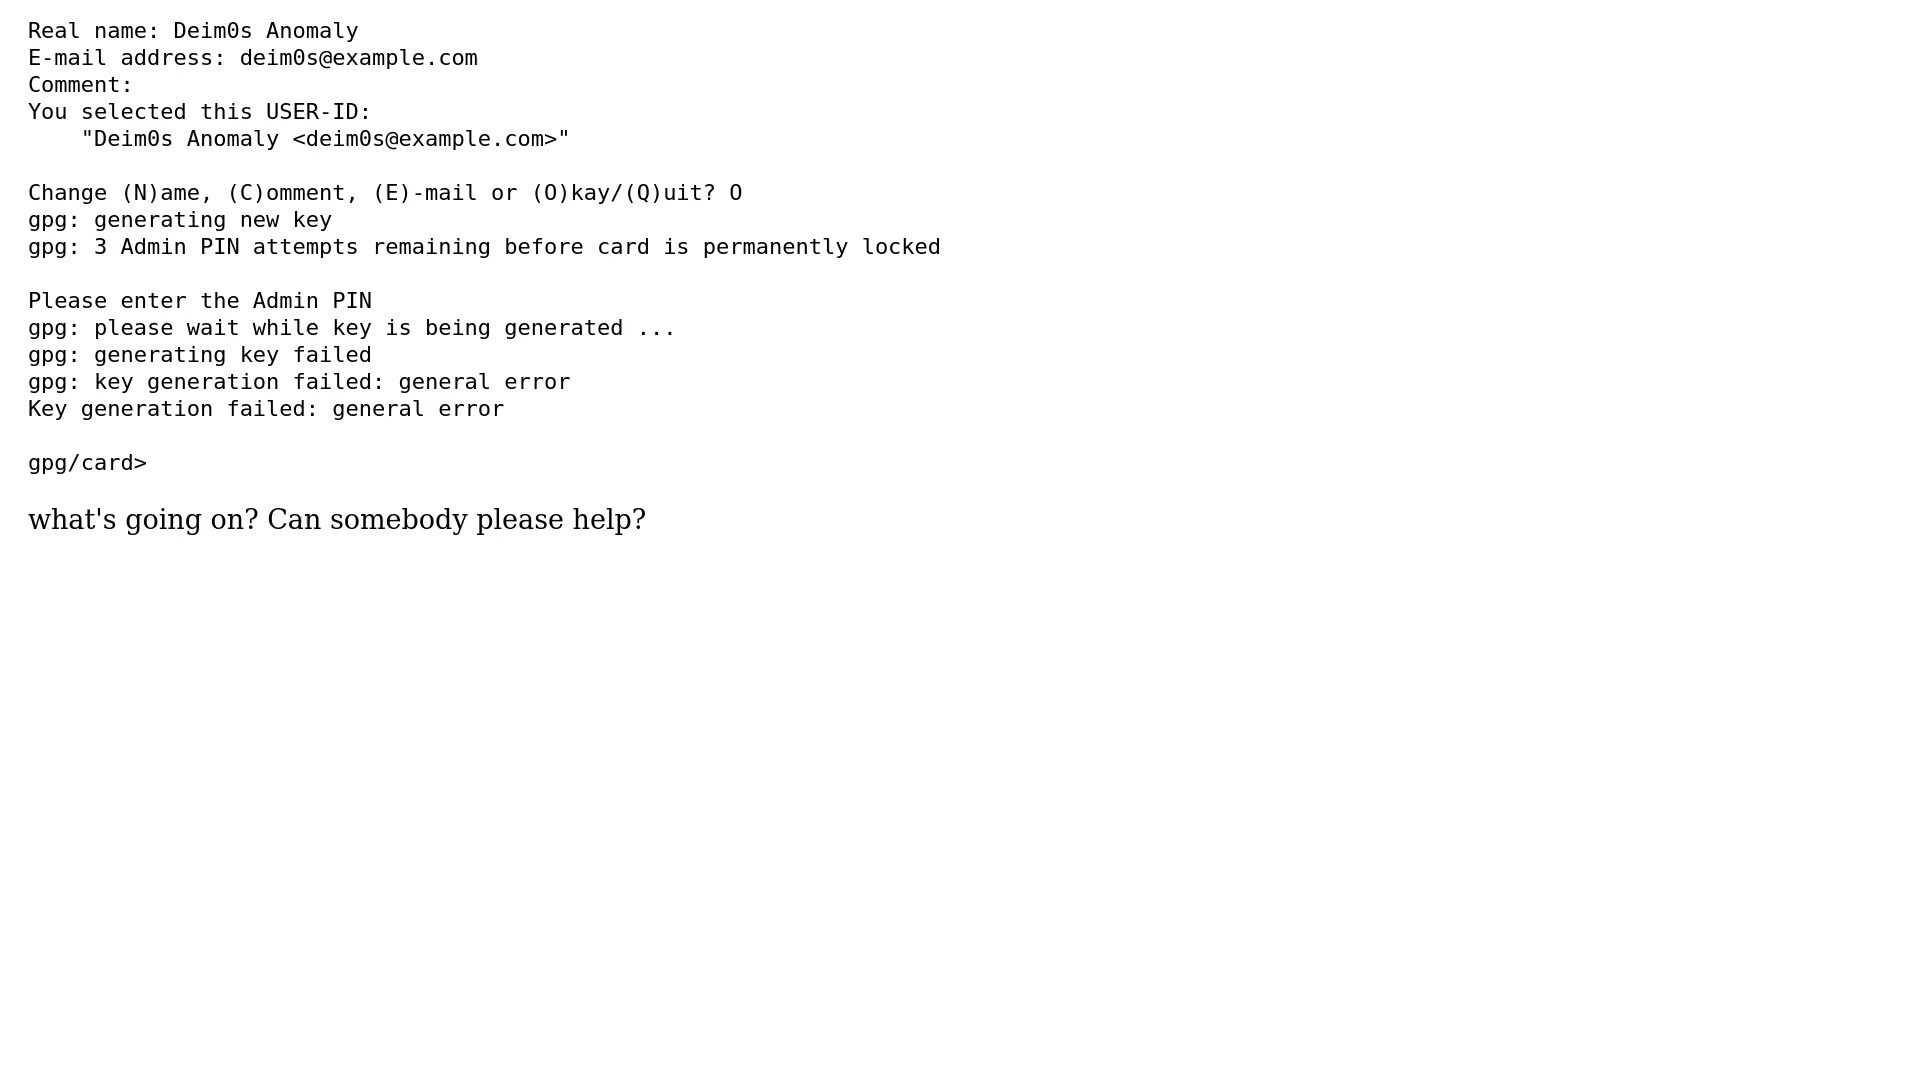 Real name: Deim0s Anomaly
E-mail address: deim0s@example.com
Comment:
You selected this USER-ID:
    "Deim0s Anomaly <deim0s@example.com>"

Change (N)ame, (C)omment, (E)-mail or (O)kay/(Q)uit? O
gpg: generating new key
gpg: 3 Admin PIN attempts remaining before card is permanently locked

Please enter the Admin PIN
gpg: please wait while key is being generated ...
gpg: generating key failed
gpg: key generation failed: general error
Key generation failed: general error

gpg/card>

what's going on? Can somebody please help?